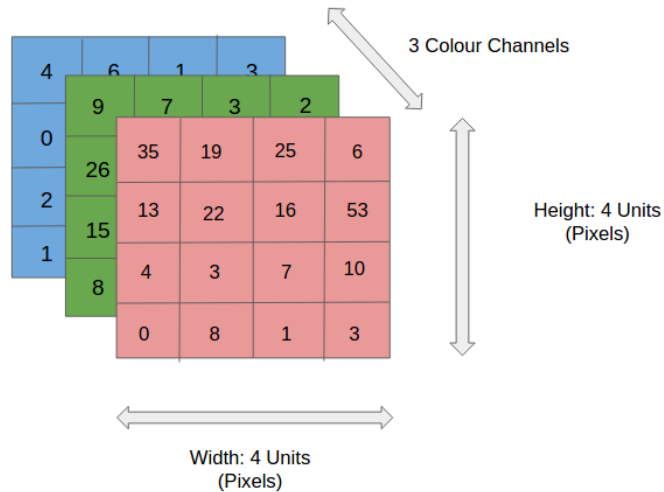 3 Colour Channels
4 6 1 3
9 7 3 2
0
35 19 25 6
26
2
13 22 16 53
Height: 4 Units
(Pixels)
15
1
4 3 7 10
8
0 8 1 3
Width: 4 Units
(Pixels)